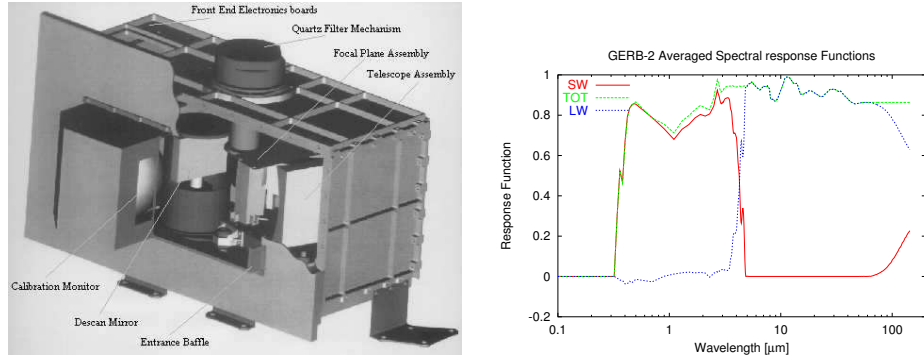 Front End Electronics boards
Quartz Filter Mechanism
Focal Plane Assembly
Telescope Assembly
Calibration Monitor
Descan Mirror
Entrance Baffle
GERB-2 Averaged Spectral response Functions
SW
TOT
LW
1
0.8
0.6
0.4
0.2
0
-0.2
Response Function
0.1
1
10
100
Wavelength [μm]